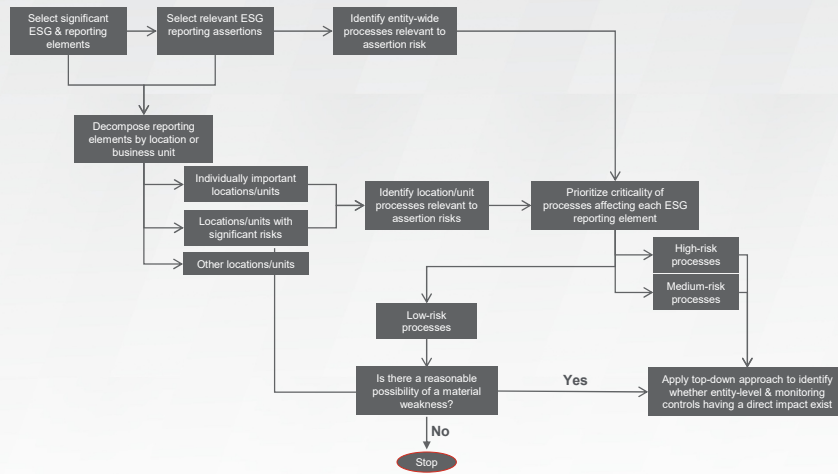 Select significant
ESG & reporting
elements
Select relevant ESG
reporting assertions
Identify entity-wide
processes relevant to
assertion risk
Decompose reporting
elements by location or
business unit
Individually important
locations/units
Locations/units with
significant risks
Other locations/units
Identify location/unit
processes relevant to
assertion risks
Prioritize criticality of
processes affecting each ESG
reporting element
High-risk
processes
Medium-risk
processes
Low-risk
processes
Is there a reasonable
possibility of a material
weakness?
Yes
Apply top-down approach to identify
whether entity-level & monitoring
controls having a direct impact exist
No
Stop